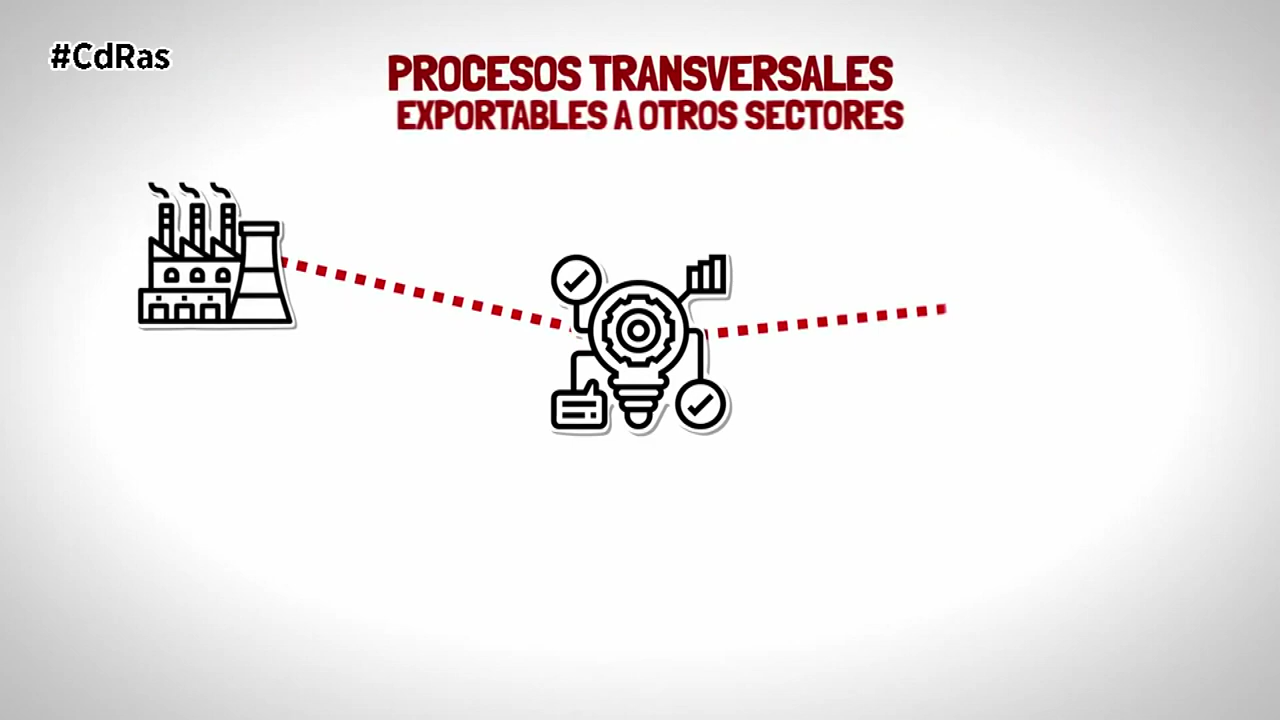 #CdRas
PROCESOS TRANSVERSALES
EXPORTABLES A OTROS SECTORES